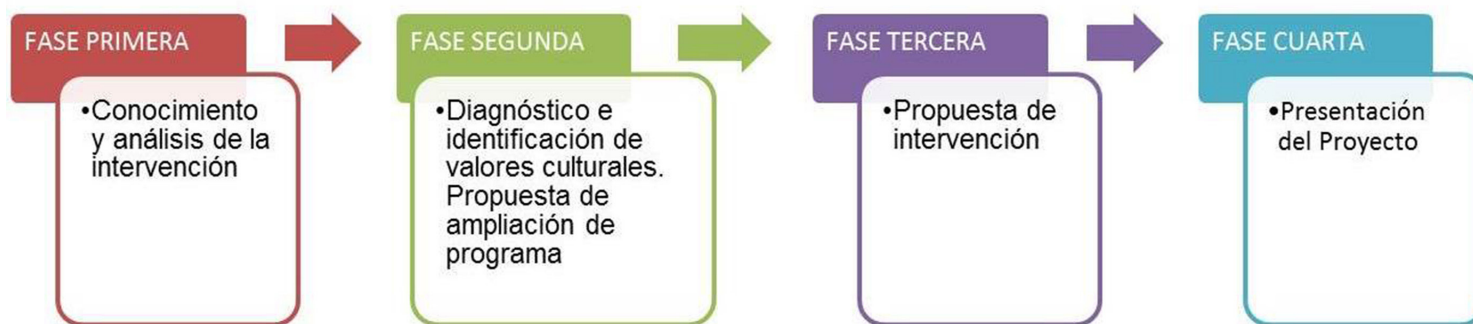 FASE PRIMERA
•Conocimiento
y análisis de la
intervención
FASE SEGUNDA
•Diagnóstico e
identificación de
valores culturales.
Propuesta de
ampliación de
programa
FASE TERCERA
•Propuesta de
intervención
FASE CUARTA
•Presentación
del Proyecto